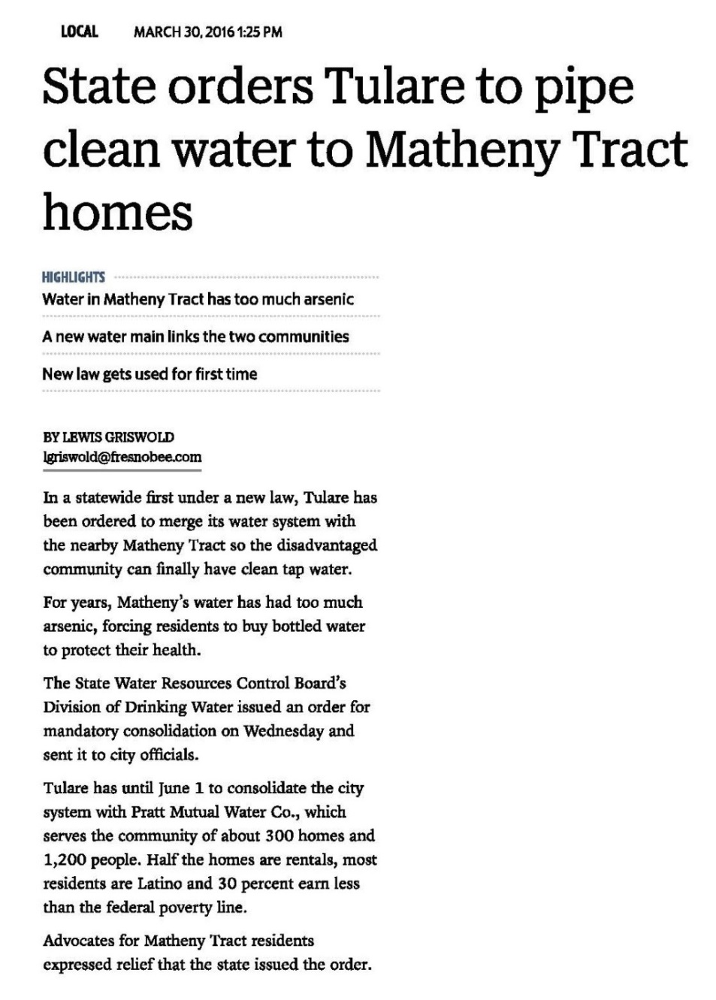 LOCAL MARCH 30, 2016 1:25 PM
State orders Tulare to pipe
clean water to Matheny Tract
homes
HIGHLIGHTS
Water in Matheny Tract has too much arsenic
A new water main links the two communities
New law gets used for first time
BY LEWIS GRISWOLD
lgriswold@fresnobee.com
In a statewide first under a new law, Tulare has
been ordered to merge its water system with
the nearby Matheny Tract so the disadvantaged
community can finally have clean tap water.
For years, Matheny's water has had too much
arsenic, forcing residents to buy bottled water
to protect their health.
The State Water Resources Control Board's
Division of Drinking Water issued an order for
mandatory consolidation on Wednesday and
sent it to city officials.
Tulare has until June 1 to consolidate the city
system with Pratt Mutual Water Co., which
serves the community of about 300 homes and
1,200 people. Half the homes are rentals, most
residents are Latino and 30 percent earn less
than the federal poverty line.
Advocates for Matheny Tract residents
expressed relief that the state issued the order.